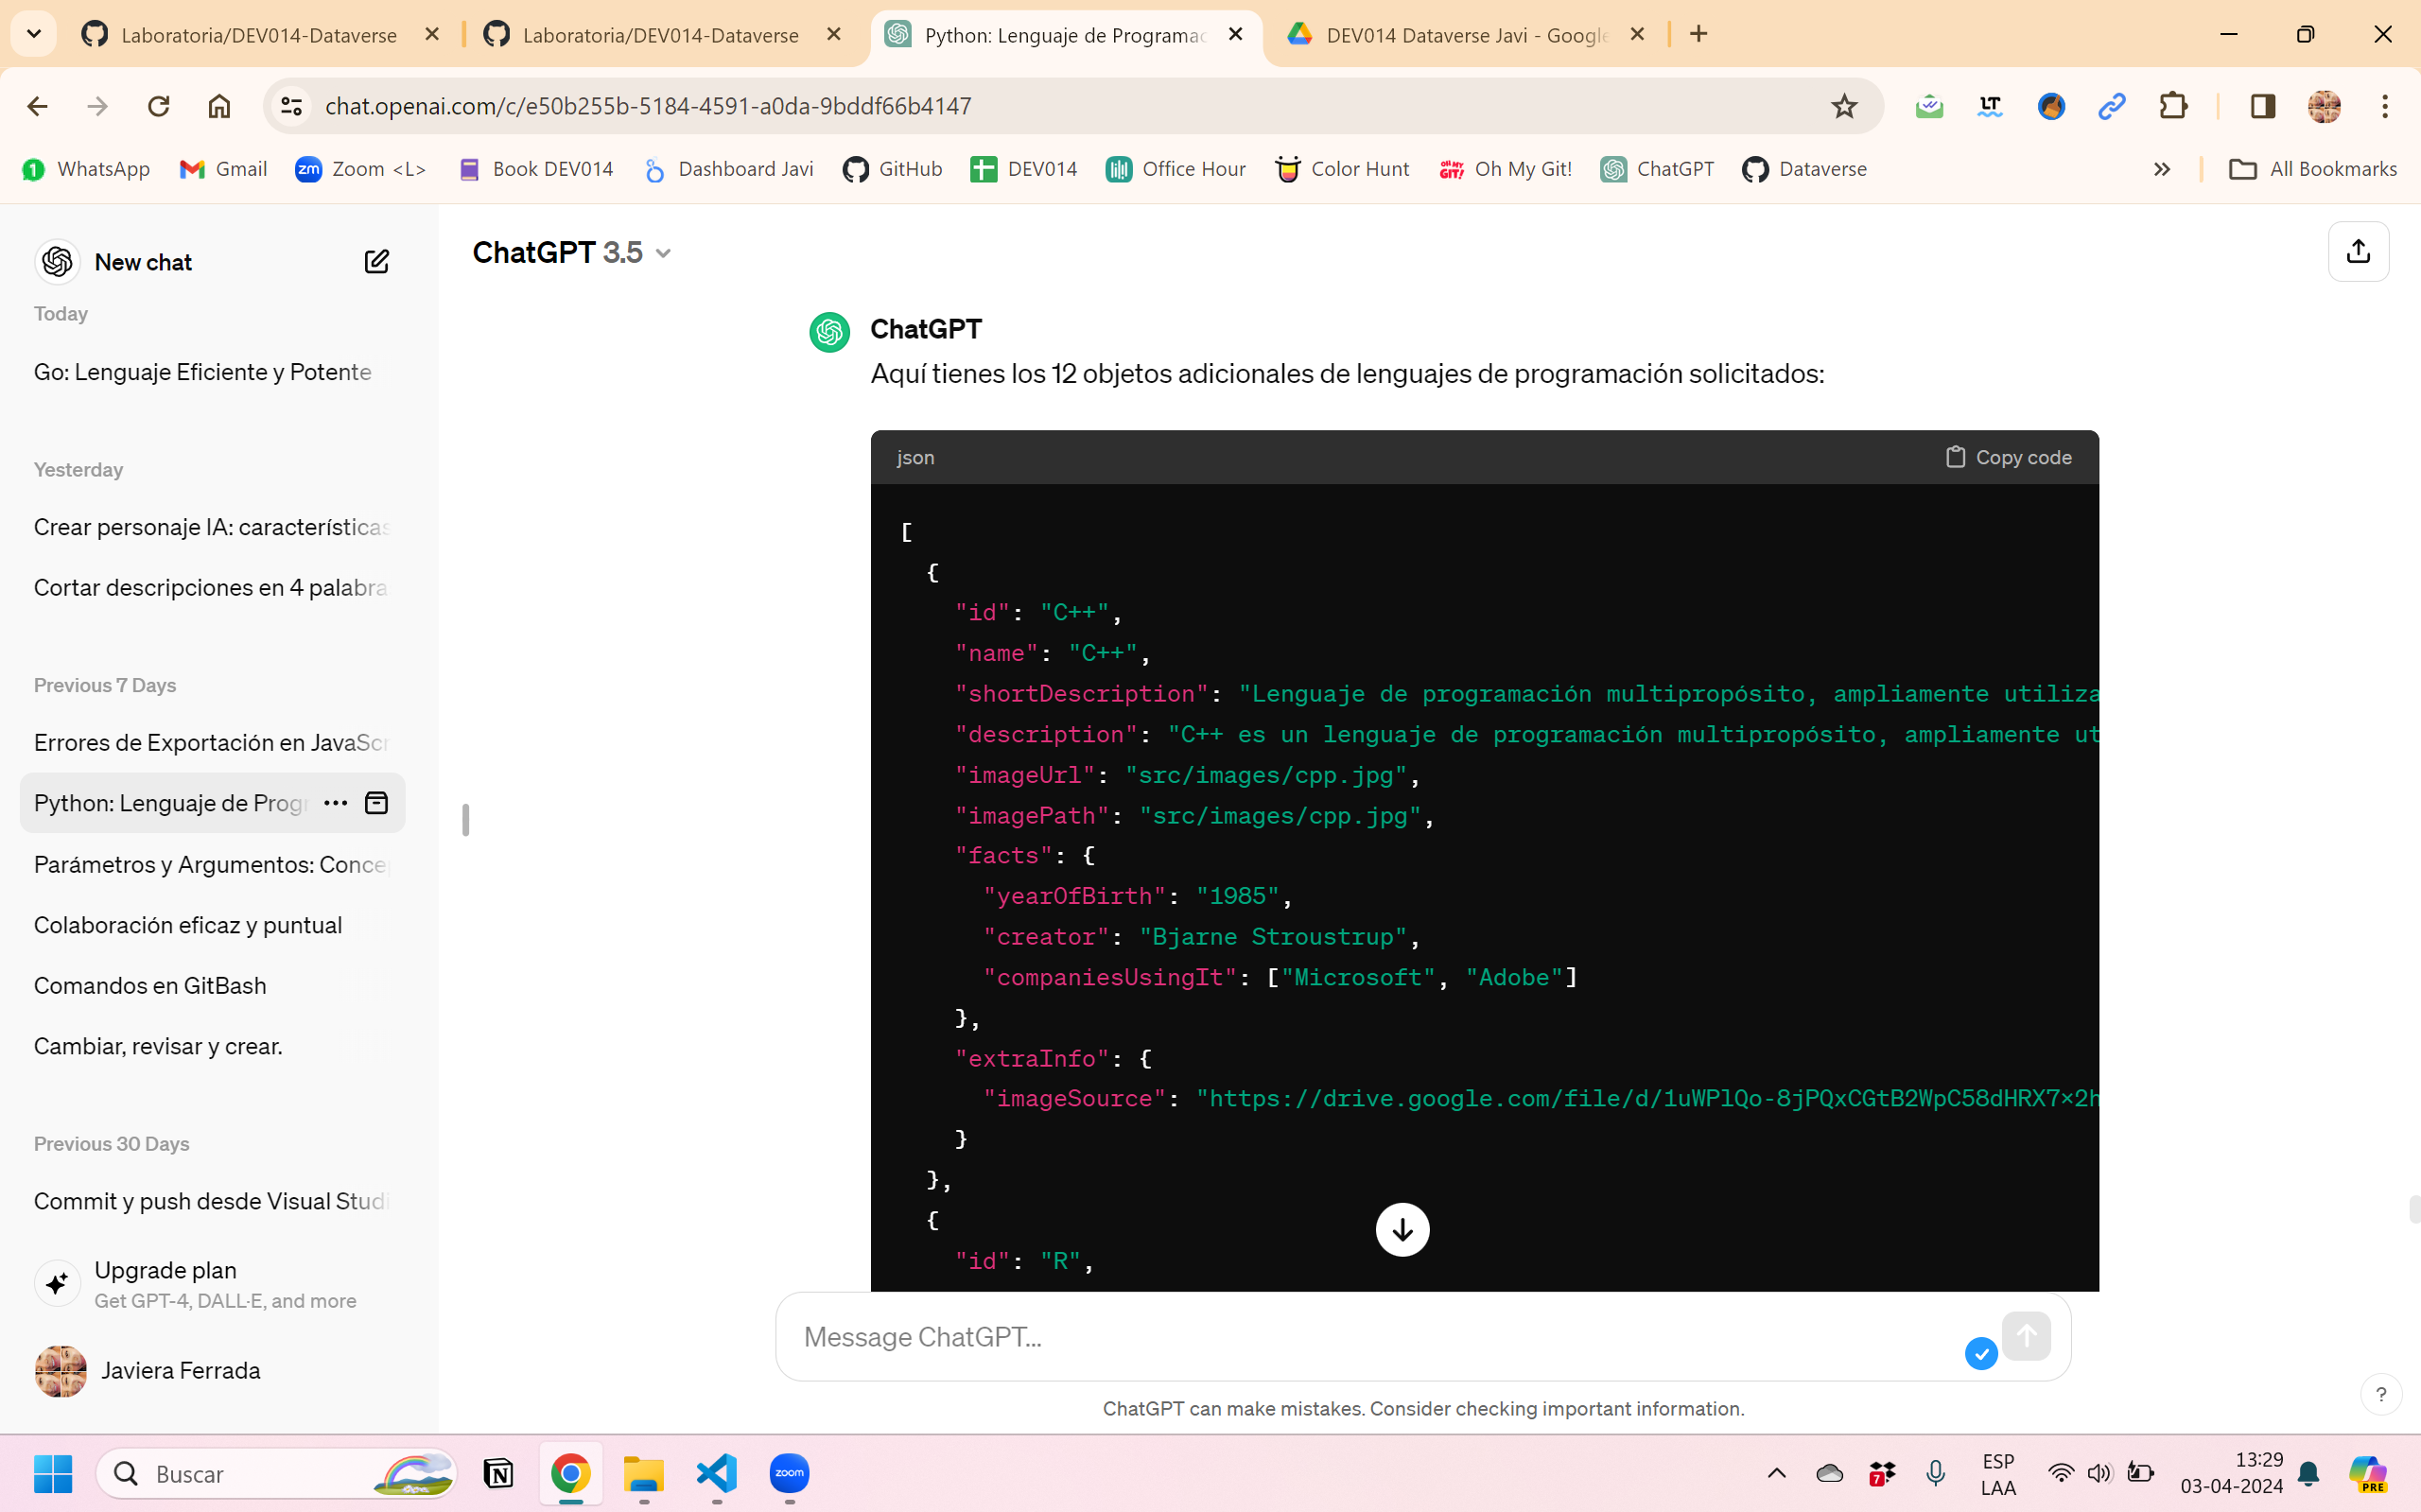 Laboratoria/DEV014-Dataverse
Laboratoria/DEV014-Dataverse
Python: Lenguaje de Programac
DEV014 Dataverse Javi - Google
chat.openai.com/c/e50b255b-5184-4591-a0da-9bddf66b4147
WhatsApp
Gmail
Zoom <L>
Book DEV014
Dashboard Javi
GitHub
DEV014
Office Hour
Color Hunt
Oh My Git!
ChatGPT
Dataverse
All Bookmarks
New chat
Today
Go: Lenguaje Eficiente y Potente
Yesterday
Crear personaje IA: características
Cortar descripciones en 4 palabra
Previous 7 Days
Errores de Exportación en JavaScr
Python: Lenguaje de Progr
Parámetros y Argumentos: Conce
Colaboración eficaz y puntual
Comandos en GitBash
Cambiar, revisar y crear.
Previous 30 Days
Commit y push desde Visual Studi
Upgrade plan
Get GPT-4, DALL·E, and more
Javiera Ferrada
ChatGPT 3.5
ChatGPT
Aquí tienes los 12 objetos adicionales de lenguajes de programación solicitados:
json
Copy code
[
{
"id": "C++",
"name": "C++",
"shortDescription": "Lenguaje de programación multipropósito, ampliamente utiliza
"description": "C++ es un lenguaje de programación multipropósito, ampliamente ut
"imageUrl": "src/images/cpp.jpg",
"imagePath": "src/images/cpp.jpg",
"facts": {
"yearOfBirth": "1985",
"creator": "Bjarne Stroustrup",
"companiesUsingIt": ["Microsoft", "Adobe"]
},
"extraInfo": {
"imageSource": "https://drive.google.com/file/d/1uWPlQo-8jPQxCGtB2WpC58dHRX7x2h
}
},
{
"id": "R",
Message ChatGPT...
ChatGPT can make mistakes. Consider checking important information.
?
Buscar
zoom
7
ESP
LAA
13:29
03-04-2024
PRE